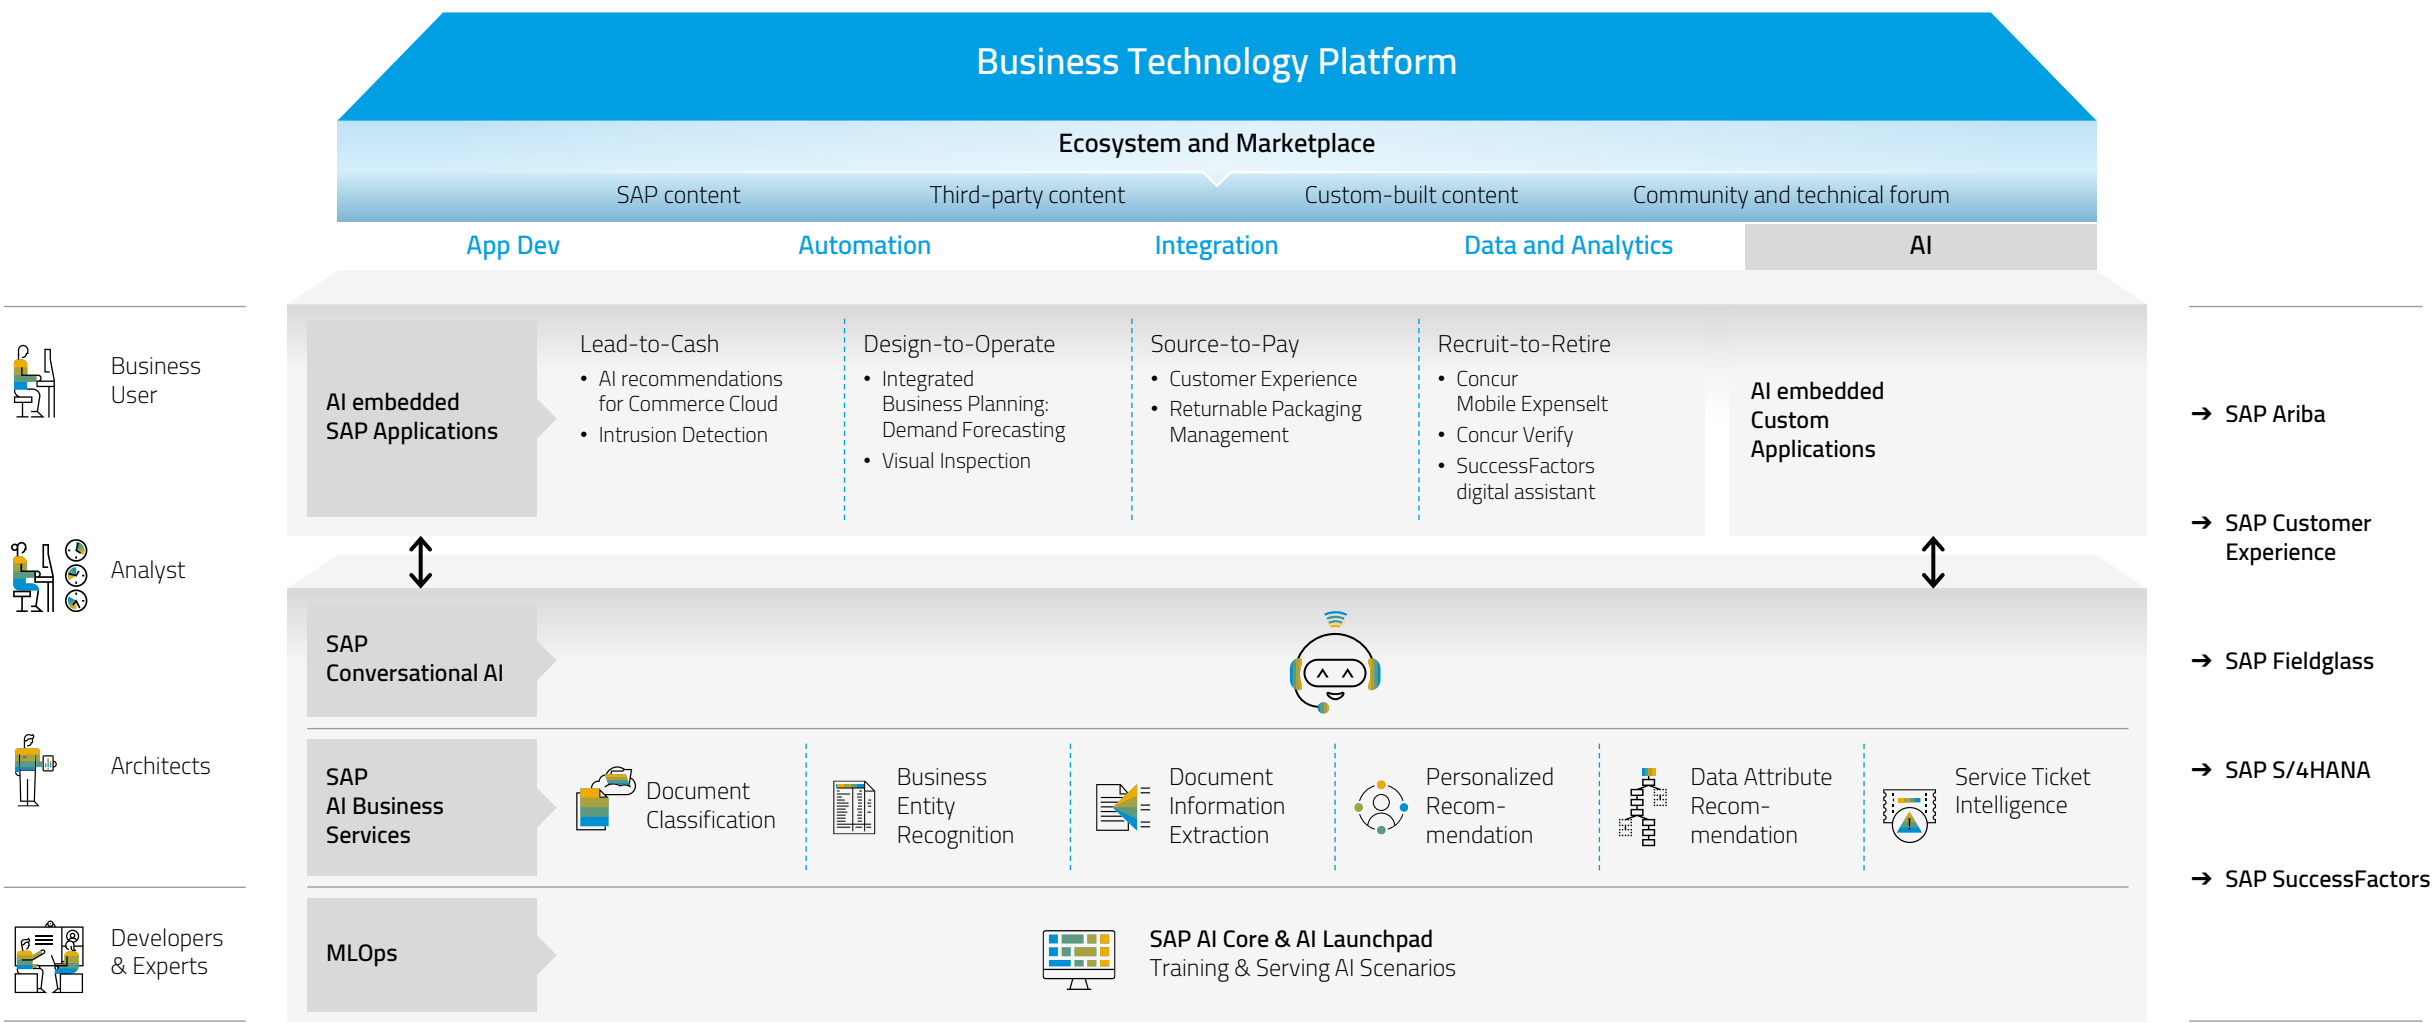 Business Technology Platform
Ecosystem and Marketplace
SAP content
Third-party content
Custom-built content
Community and technical forum
App Dev
Automation
Integration
Data and Analytics
AI
Business
User
Analyst
Architects
Developers
& Experts
AI embedded
SAP Applications
Lead-to-Cash
• AI recommendations
for Commerce Cloud
• Intrusion Detection
Design-to-Operate
• Integrated
Business Planning:
Demand Forecasting
• Visual Inspection
Source-to-Pay
• Customer Experience
• Returnable Packaging
Management
Recruit-to-Retire
• Concur
Mobile ExpenseIt
• Concur Verify
• SuccessFactors
digital assistant
AI embedded
Custom
Applications
SAP
Conversational AI
SAP
AI Business
Services
Document
Classification
Business
Entity
Recognition
Document
Information
Extraction
Personalized
Recom-
mendation
Data Attribute
Recom-
mendation
Service Ticket
Intelligence
MLOps
SAP AI Core & AI Launchpad
Training & Serving AI Scenarios
➔ SAP Ariba
➔ SAP Customer
Experience
➔ SAP Fieldglass
➔ SAP S/4HANA
➔ SAP SuccessFactors